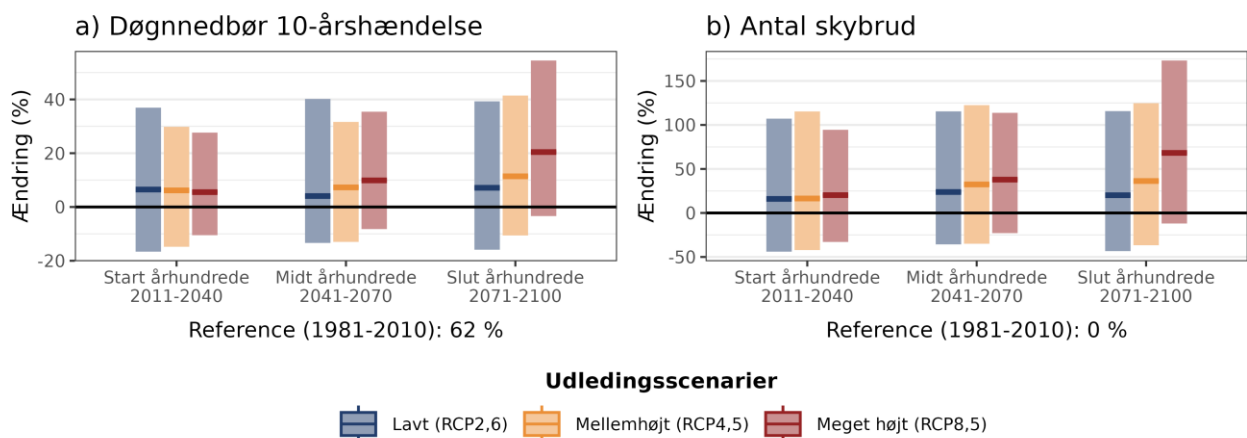 a) Døgnnedbør 10-årshændelse
b) Antal skybrud
Ændring (%)
40
20
0
-20
Start århundrede
2011-2040
Midt århundrede
2041-2070
Slut århundrede
2071-2100
Reference (1981-2010): 62 %
Ændring (%)
150
100
50
0
-50
Start århundrede
2011-2040
Midt århundrede
2041-2070
Slut århundrede
2071-2100
Reference (1981-2010): 0 %
Udledingsscenarier
Lavt (RCP2,6)
Mellemhøjt (RCP4,5)
Meget højt (RCP8,5)